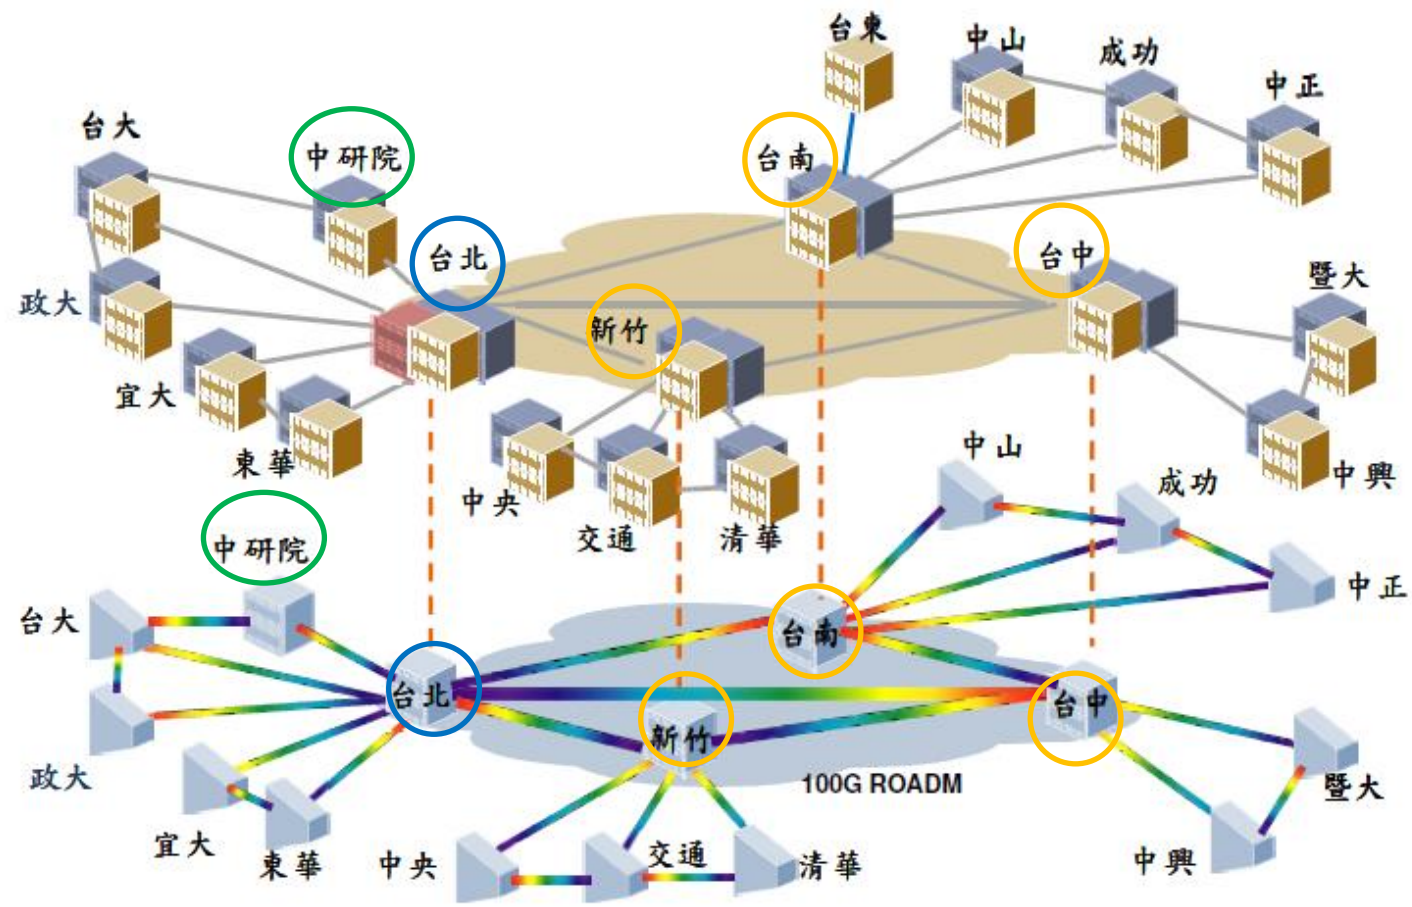 台東
中山
成功
中正
台大
中研院
台南
台北
台中
政大
新竹
暨大
宜大
東華
中央
交通
清華
中興
中山
成功
中研院
台大
中正
台南
台北
台中
新竹
政大
100G ROADM
暨大
宜大
東華
中央
交通
清華
中興